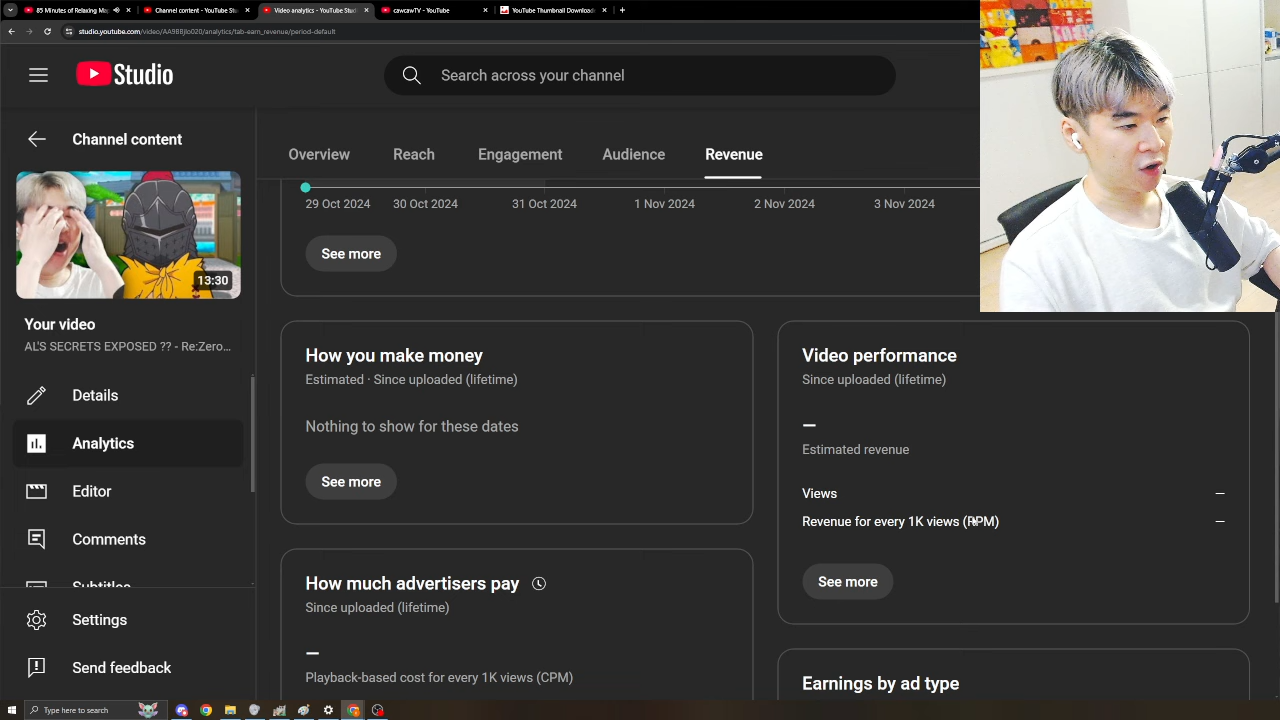 85 Minutes of Relaxing Ma
Channel content - YouTube Stu
Video analytics - YouTube Stud
cawcawTV - YouTube
YouTube Thumbnail Download
studio.youtube.com/video/AA9BBjlo020/analytics/tab-earn_revenue/period-default
Studio
Search across your channel
Channel content
Overview
Reach
Engagement
Audience
Revenue
13:30
29 Oct 2024
30 Oct 2024
31 Oct 2024
1 Nov 2024
2 Nov 2024
3 Nov 2024
See more
Your video
AL'S SECRETS EXPOSED ?? - Re:Zero...
Details
Analytics
Editor
Comments
Subtitles
Settings
Send feedback
How you make money
Estimated · Since uploaded (lifetime)
Nothing to show for these dates
See more
Video performance
Since uploaded (lifetime)
—
Estimated revenue
Views —
Revenue for every 1K views (RPM) —
See more
How much advertisers pay
Since uploaded (lifetime)
—
Playback-based cost for every 1K views (CPM)
Earnings by ad type
Type here to search